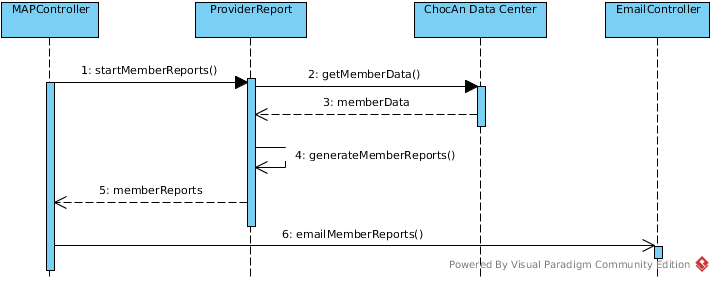 MAPController
ProviderReport
ChocAn Data Center
EmailController
1: startMemberReports()
2: getMemberData()
3: memberData
4: generateMemberReports()
5: memberReports
6: emailMemberReports()
Powered By Visual Paradigm Community Edition